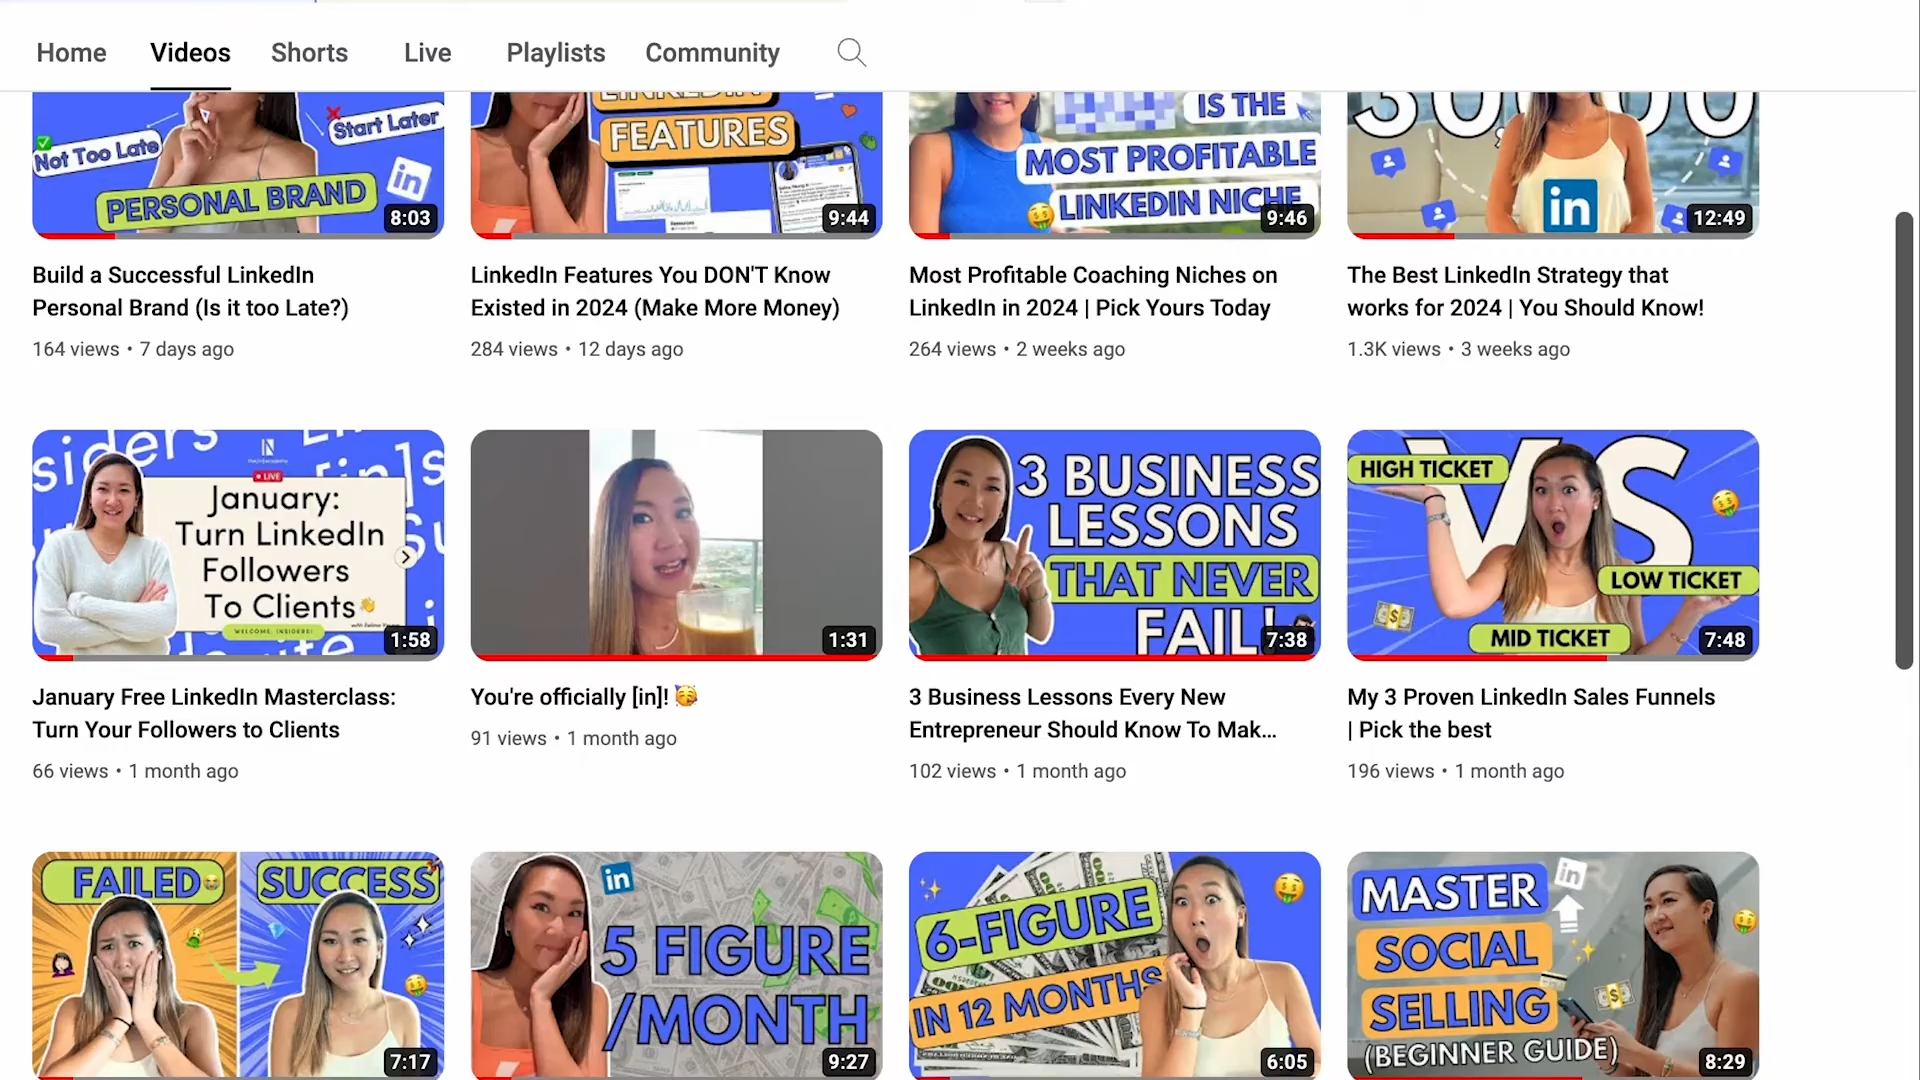 Home Videos Shorts Live Playlists Community
Not Too Late
Start Later
PERSONAL BRAND
in
8:03
LINKEDIN
FEATURES
9:44
IS THE
MOST PROFITABLE
LINKEDIN NICHE
9:46
30,000
in
12:49
Build a Successful LinkedIn
Personal Brand (Is it too Late?)
164 views • 7 days ago
LinkedIn Features You DON'T Know
Existed in 2024 (Make More Money)
284 views • 12 days ago
Most Profitable Coaching Niches on
LinkedIn in 2024 | Pick Yours Today
264 views • 2 weeks ago
The Best LinkedIn Strategy that
works for 2024 | You Should Know!
1.3K views • 3 weeks ago
LIVE
January:
Turn LinkedIn
Followers
To Clients
WELCOME, INSIDERS!
1:58
1:31
3 BUSINESS
LESSONS
THAT NEVER
FAIL!
7:38
VS
HIGH TICKET
LOW TICKET
MID TICKET
7:48
January Free LinkedIn Masterclass:
Turn Your Followers to Clients
66 views • 1 month ago
You're officially [in]! 🥳
91 views • 1 month ago
3 Business Lessons Every New
Entrepreneur Should Know To Mak...
102 views • 1 month ago
My 3 Proven LinkedIn Sales Funnels
| Pick the best
196 views • 1 month ago
FAILED
SUCCESS
7:17
in
5 FIGURE
/MONTH
9:27
6-FIGURE
IN 12 MONTHS
6:05
MASTER
in
SOCIAL
SELLING
(BEGINNER GUIDE)
8:29